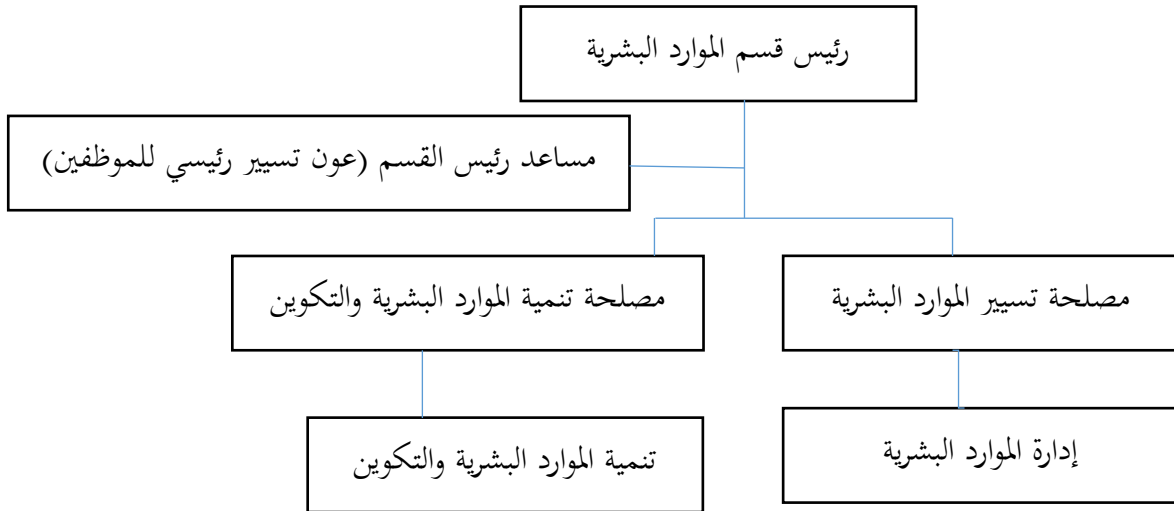 رئيس قسم الموارد البشرية
مساعد رئيس القسم (عون تسيير رئيسي للموظفين)
مصلحة تسيير الموارد البشرية
مصلحة تنمية الموارد البشرية والتكوين
إدارة الموارد البشرية
تنمية الموارد البشرية والتكوين